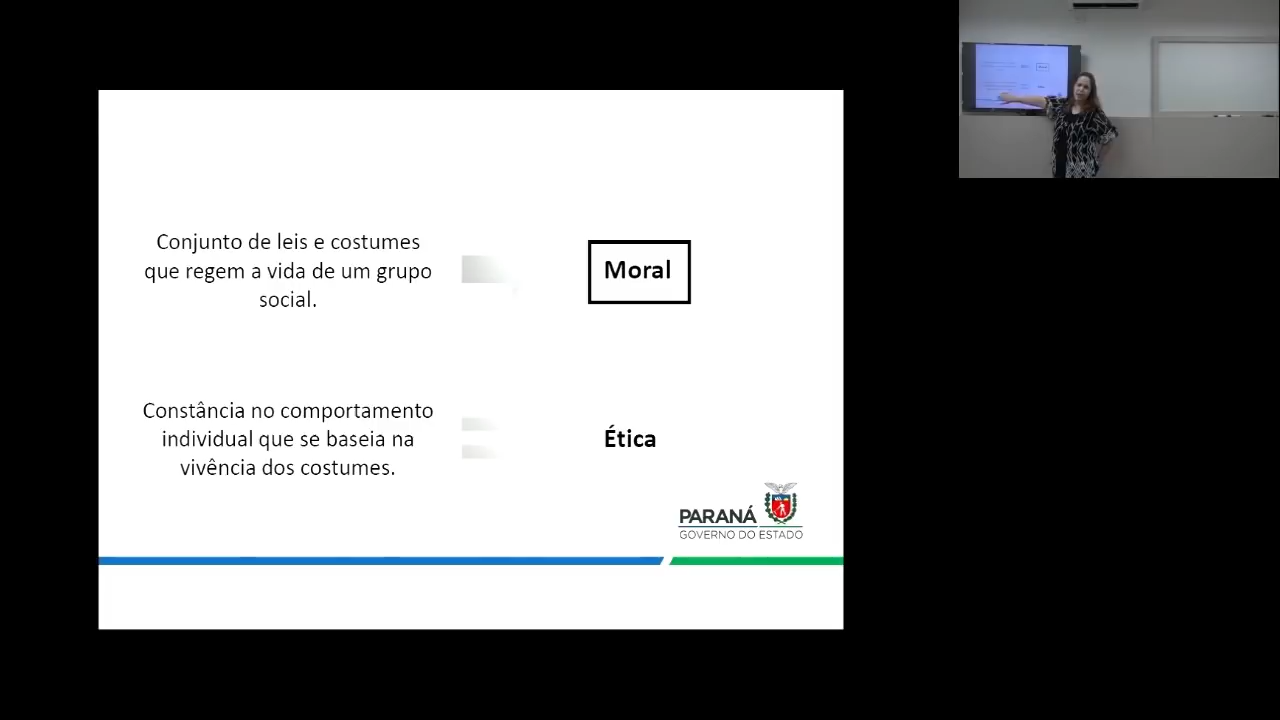 Conjunto de leis e costumes
que regem a vida de um grupo
social.
Moral
Constância no comportamento
individual que se baseia na
vivência dos costumes.
Ética
PARANÁ
GOVERNO DO ESTADO